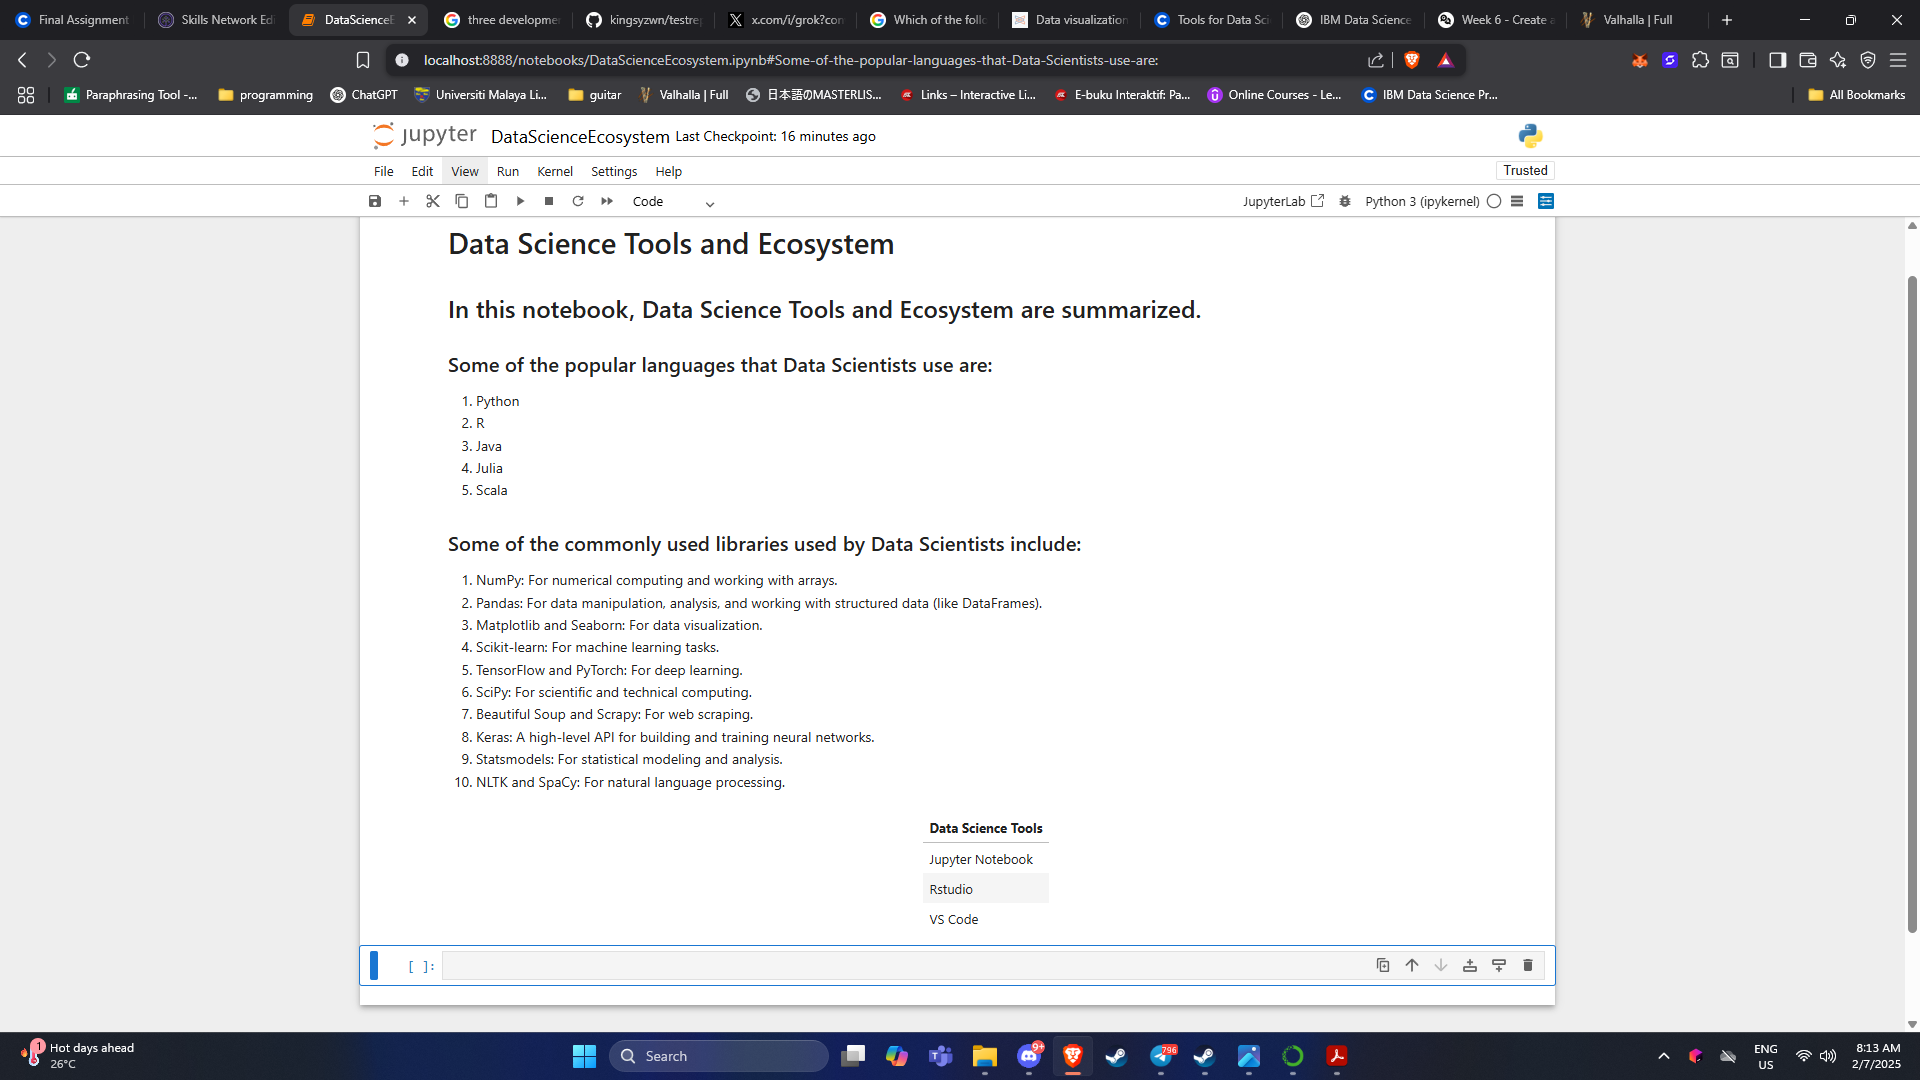 Final Assignment
Skills Network Edi
DataScienceE
three developme
kingsyzwn/testre
x.com/i/grok?con
Which of the foll
Data visualization
Tools for Data Sci
IBM Data Science
Week 6 - Create a
Valhalla | Full
localhost:8888/notebooks/DataScienceEcosystem.ipynb#Some-of-the-popular-languages-that-Data-Scientists-use-are:
Paraphrasing Tool -...
programming
ChatGPT
Universiti Malaya Li...
guitar
Valhalla | Full
日本語のMASTERLIS...
Links – Interactive Li...
E-buku Interaktif: Pa...
Online Courses - Le...
IBM Data Science Pr...
All Bookmarks
jupyter DataScienceEcosystem Last Checkpoint: 16 minutes ago
File Edit View Run Kernel Settings Help
Trusted
Code
JupyterLab
Python 3 (ipykernel)
Data Science Tools and Ecosystem
In this notebook, Data Science Tools and Ecosystem are summarized.
Some of the popular languages that Data Scientists use are:
1. Python
2. R
3. Java
4. Julia
5. Scala
Some of the commonly used libraries used by Data Scientists include:
1. NumPy: For numerical computing and working with arrays.
2. Pandas: For data manipulation, analysis, and working with structured data (like DataFrames).
3. Matplotlib and Seaborn: For data visualization.
4. Scikit-learn: For machine learning tasks.
5. TensorFlow and PyTorch: For deep learning.
6. SciPy: For scientific and technical computing.
7. Beautiful Soup and Scrapy: For web scraping.
8. Keras: A high-level API for building and training neural networks.
9. Statsmodels: For statistical modeling and analysis.
10. NLTK and SpaCy: For natural language processing.
Data Science Tools
Jupyter Notebook
Rstudio
VS Code
[ ]:
1
Hot days ahead
26°C
Search
9+
796
ENG
US
8:13 AM
2/7/2025